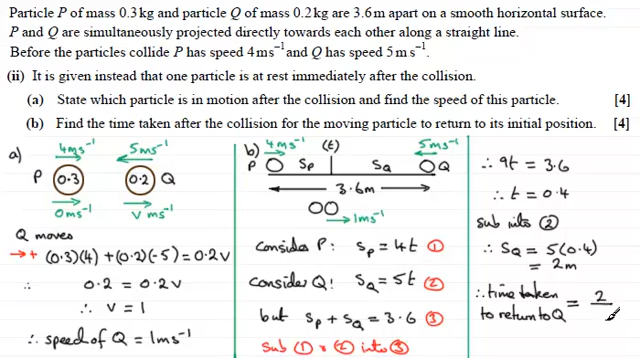 Particle P of mass 0.3 kg and particle Q of mass 0.2 kg are 3.6 m apart on a smooth horizontal surface.
P and Q are simultaneously projected directly towards each other along a straight line.
Before the particles collide P has speed 4 m s⁻¹ and Q has speed 5 m s⁻¹.
(ii) It is given instead that one particle is at rest immediately after the collision.
(a) State which particle is in motion after the collision and find the speed of this particle. [4]
(b) Find the time taken after the collision for the moving particle to return to its initial position. [4]
a) 4ms⁻¹ 5ms⁻¹
P 0.3 0.2 Q
0ms⁻¹ v ms⁻¹
Q moves
→+ (0.3)(4) + (0.2)(-5) = 0.2v
∴ 0.2 = 0.2v
∴ v = 1
∴ speed of Q = 1ms⁻¹
b) 4ms⁻¹ (t) 5ms⁻¹
P Sp SQ Q
3.6m
1ms⁻¹
consider P: Sp = 4t ①
consider Q: SQ = 5t ②
but Sp + SQ = 3.6 ③
sub ① & ② into ③
∴ 9t = 3.6
∴ t = 0.4
sub into ②
∴ SQ = 5(0.4)
= 2m
∴ time taken
to return to Q = 2